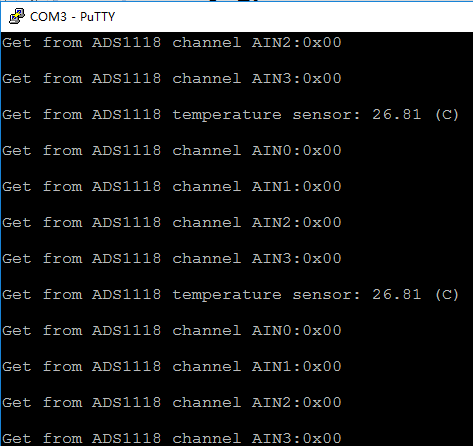 COM3 - PuTTY
Get from ADS1118 channel AIN2:0x00
Get from ADS1118 channel AIN3:0x00
Get from ADS1118 temperature sensor: 26.81 (C)
Get from ADS1118 channel AIN0:0x00
Get from ADS1118 channel AIN1:0x00
Get from ADS1118 channel AIN2:0x00
Get from ADS1118 channel AIN3:0x00
Get from ADS1118 temperature sensor: 26.81 (C)
Get from ADS1118 channel AIN0:0x00
Get from ADS1118 channel AIN1:0x00
Get from ADS1118 channel AIN2:0x00
Get from ADS1118 channel AIN3:0x00